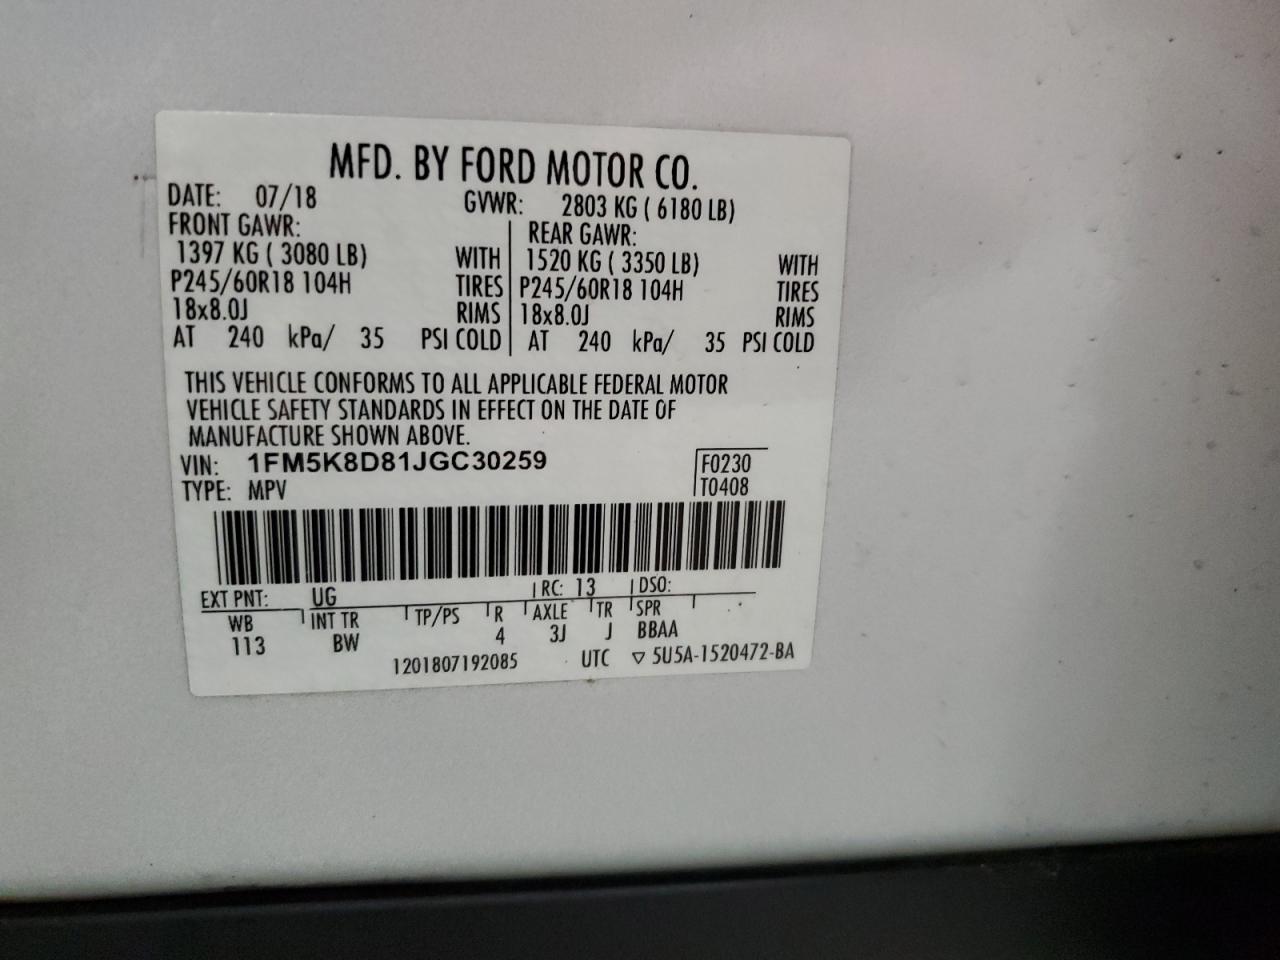 MFD. BY FORD MOTOR CO.
DATE: 07/18 GVWR: 2803 KG ( 6180 LB)
FRONT GAWR: REAR GAWR:
1397 KG ( 3080 LB) WITH 1520 KG ( 3350 LB) WITH
P245/60R18 104H TIRES P245/60R18 104H TIRES
18x8.0J RIMS 18x8.0J RIMS
AT 240 kPa/ 35 PSI COLD AT 240 kPa/ 35 PSI COLD
THIS VEHICLE CONFORMS TO ALL APPLICABLE FEDERAL MOTOR
VEHICLE SAFETY STANDARDS IN EFFECT ON THE DATE OF
MANUFACTURE SHOWN ABOVE.
VIN: 1FM5K8D81JGC30259 F0230
TYPE: MPV T0408
EXT PNT: UG RC: 13 DSO:
WB INT TR TP/PS R AXLE TR SPR
113 BW 4 3J J BBAA
1201807192085 UTC ▽ 5U5A-1520472-BA